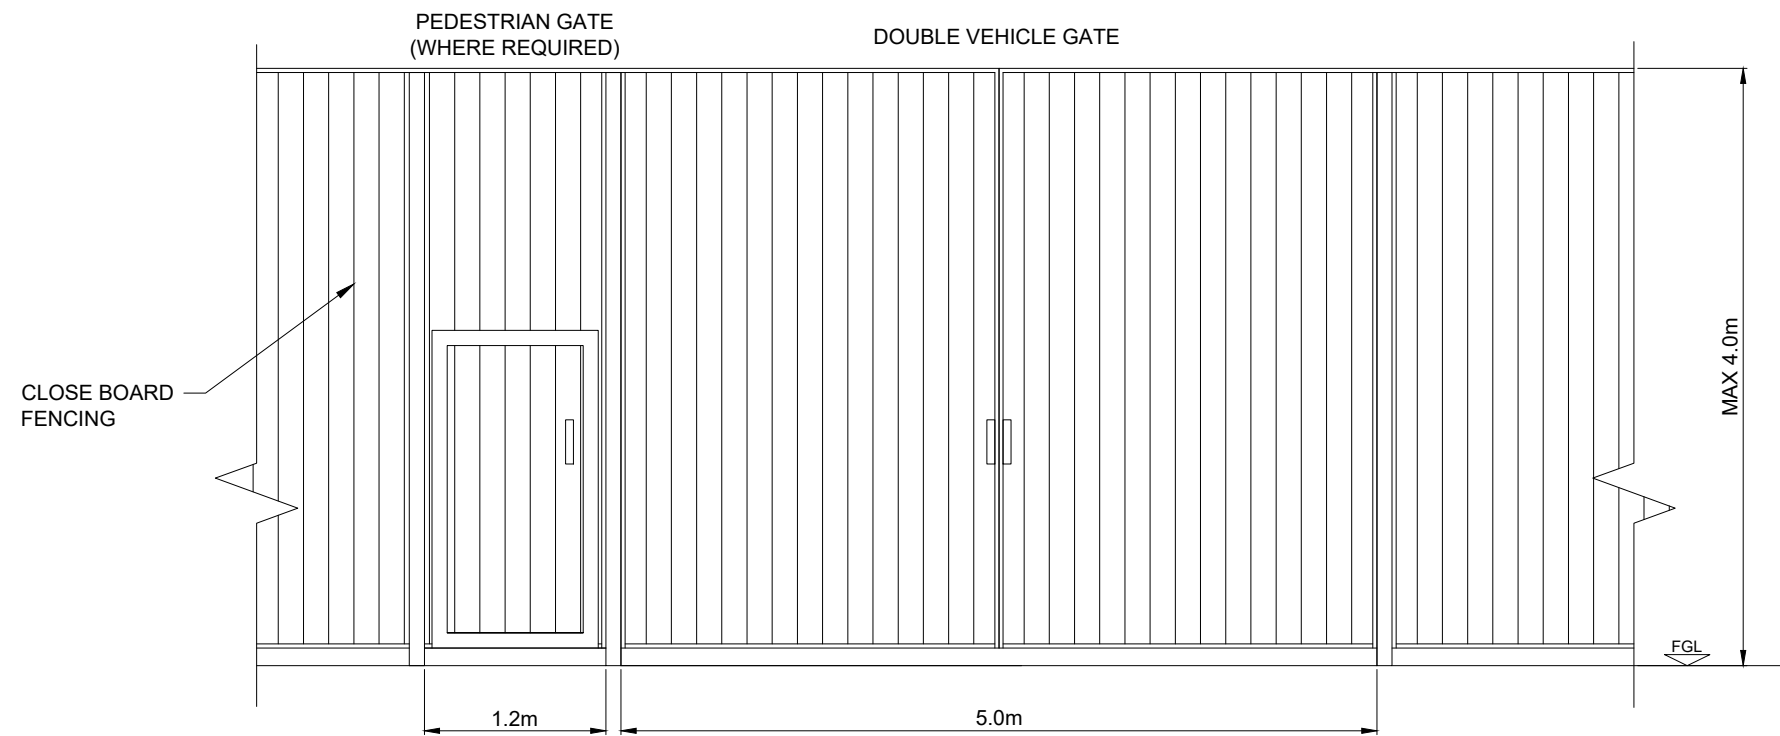 PEDESTRIAN GATE
(WHERE REQUIRED)
DOUBLE VEHICLE GATE
CLOSE BOARD
FENCING
MAX 4.0m
FGL
1.2m
5.0m